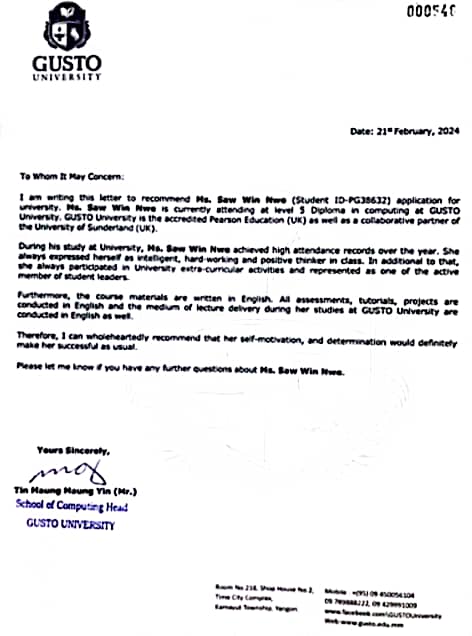 000546
GUSTO
UNIVERSITY
Date: 21st February, 2024
To Whom It May Concern:
I am writing this letter to recommend Ms. Saw Win Nwe (Student ID-PG38632) application for
university. Ms. Saw Win Nwe is currently attending at level 5 Diploma in computing at GUSTO
University. GUSTO University is the accredited Pearson Education (UK) as well as a collaborative partner of
the University of Sunderland (UK).
During his study at University, Ms. Saw Win Nwe achieved high attendance records over the year. She
always expressed herself as intelligent, hard-working and positive thinker in class. In additional to that,
she always participated in University extra-curricular activities and represented as one of the active
member of student leaders.
Furthermore, the course materials are written in English. All assessments, tutorials, projects are
conducted in English and the medium of lecture delivery during her studies at GUSTO University are
conducted in English as well.
Therefore, I can wholeheartedly recommend that her self-motivation, and determination would definitely
make her successful as usual.
Please let me know if you have any further questions about Ms. Saw Win Nwe.
Yours Sincerely,
Tin Maung Maung Yin (Mr.)
School of Computing Head
GUSTO UNIVERSITY
Room No 218, Shop House No 2,
Time City Complex,
Kamayut Township, Yangon
Mobile : +(95) 09 450056104
09 789888222, 09 429991009
www.facebook.com\GUSTOUniversity
Web:www.gusto.edu.mm